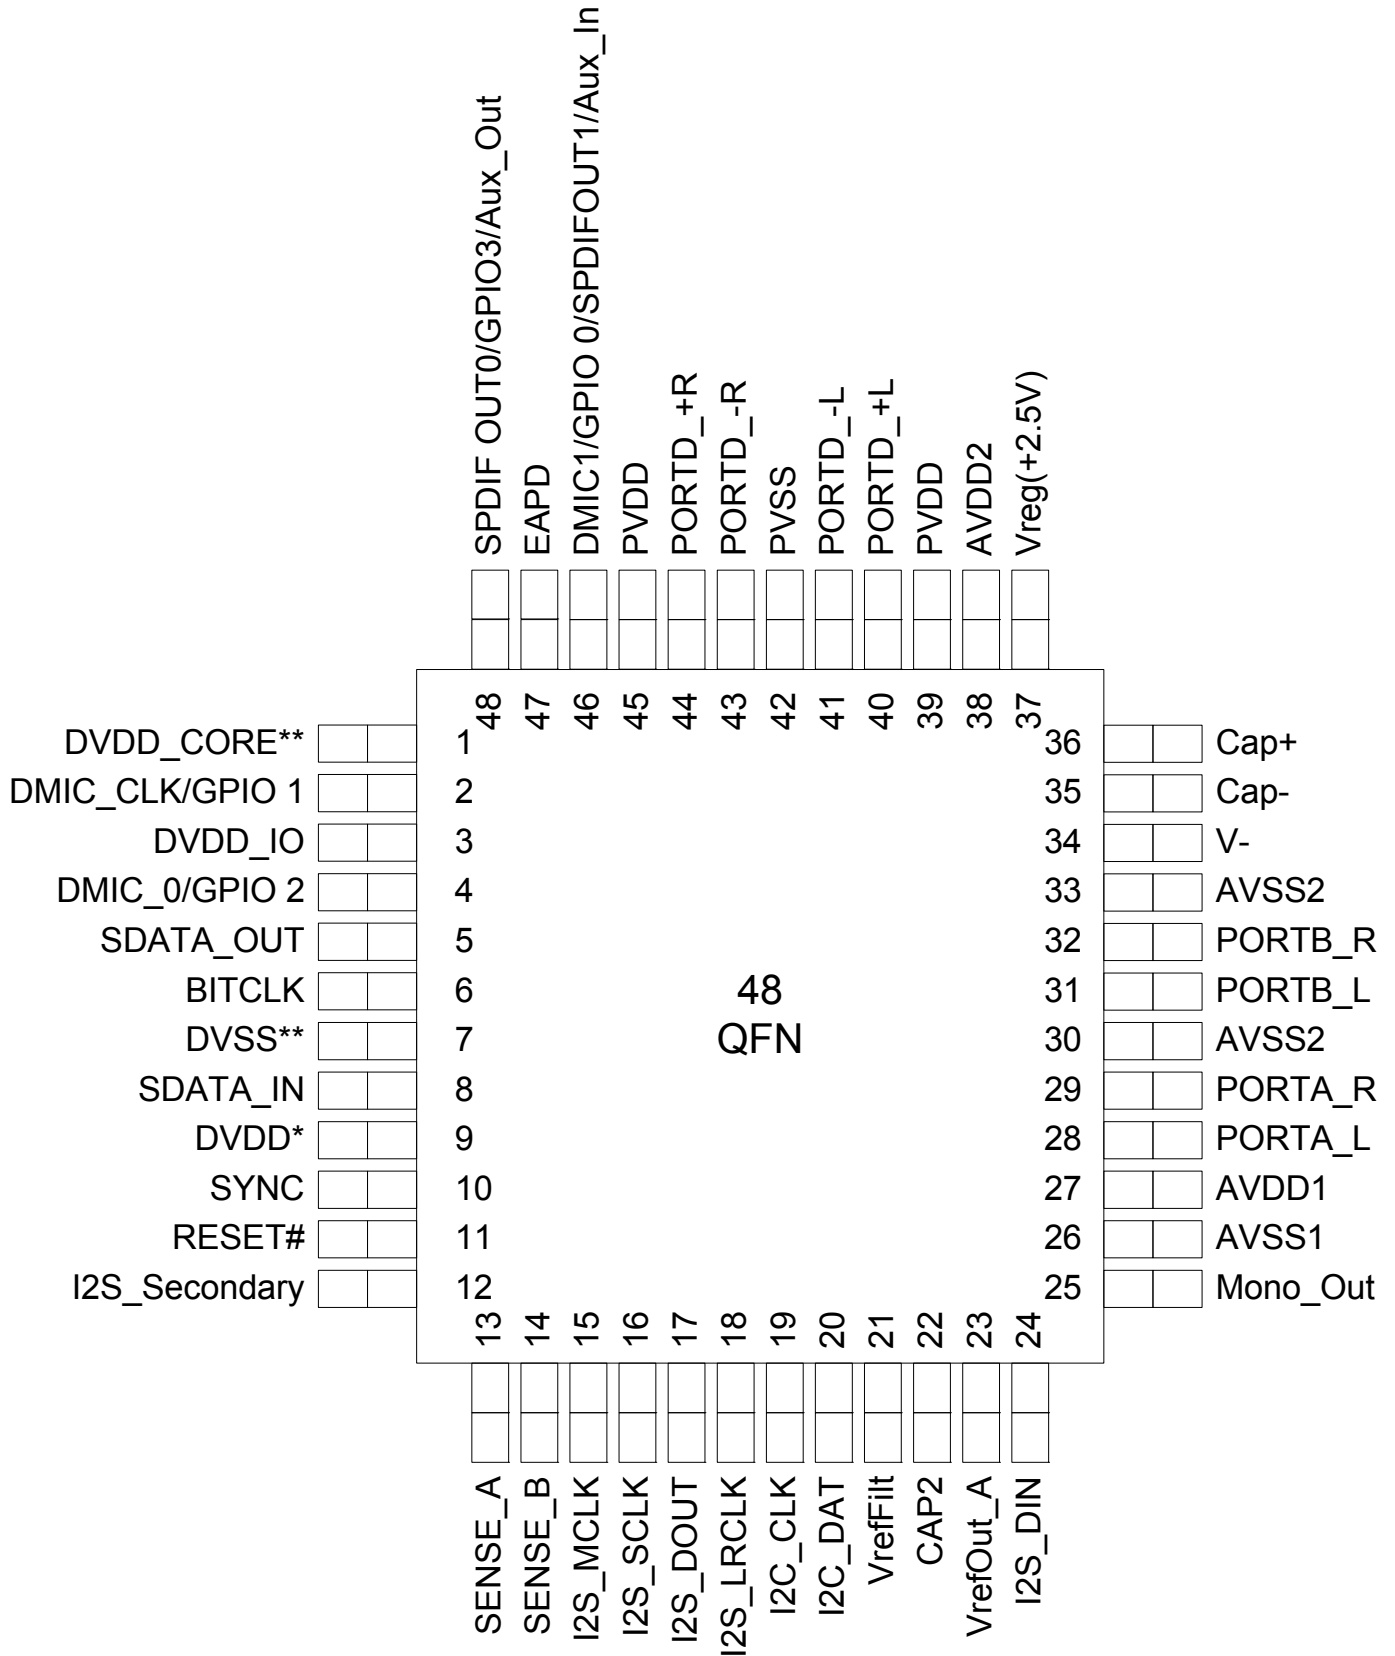 SPDIF OUT0/GPIO3/Aux_Out
EAPD
DMIC1/GPIO 0/SPDIFOUT1/Aux_In
PVDD
PORTD_+R
PORTD_-R
PVSS
PORTD_-L
PORTD_+L
PVDD
AVDD2
Vreg(+2.5V)
48
47
46
45
44
43
42
41
40
39
38
37
DVDD_CORE**
1
DMIC_CLK/GPIO 1
2
DVDD_IO
3
DMIC_0/GPIO 2
4
SDATA_OUT
5
BITCLK
6
DVSS**
7
SDATA_IN
8
DVDD*
9
SYNC
10
RESET#
11
I2S_Secondary
12
48
QFN
36
Cap+
35
Cap-
34
V-
33
AVSS2
32
PORTB_R
31
PORTB_L
30
AVSS2
29
PORTA_R
28
PORTA_L
27
AVDD1
26
AVSS1
25
Mono_Out
13
14
15
16
17
18
19
20
21
22
23
24
SENSE_A
SENSE_B
I2S_MCLK
I2S_SCLK
I2S_DOUT
I2S_LRCLK
I2C_CLK
I2C_DAT
VrefFilt
CAP2
VrefOut_A
I2S_DIN